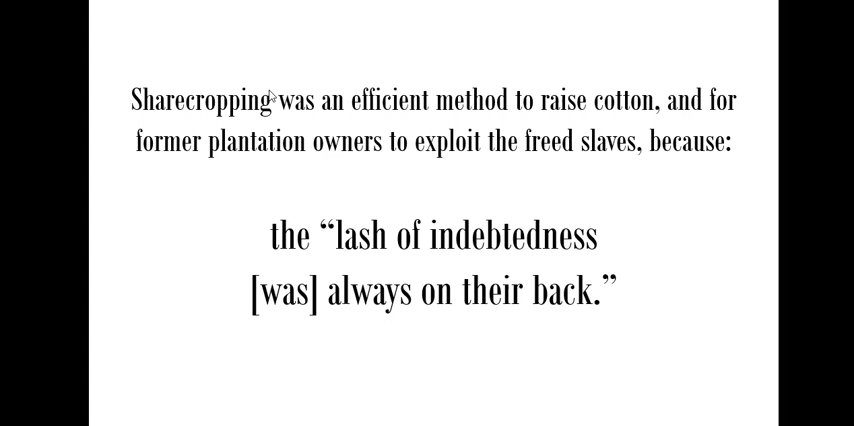 Sharecropping was an efficient method to raise cotton, and for
former plantation owners to exploit the freed slaves, because:
the “lash of indebtedness
[was] always on their back.”